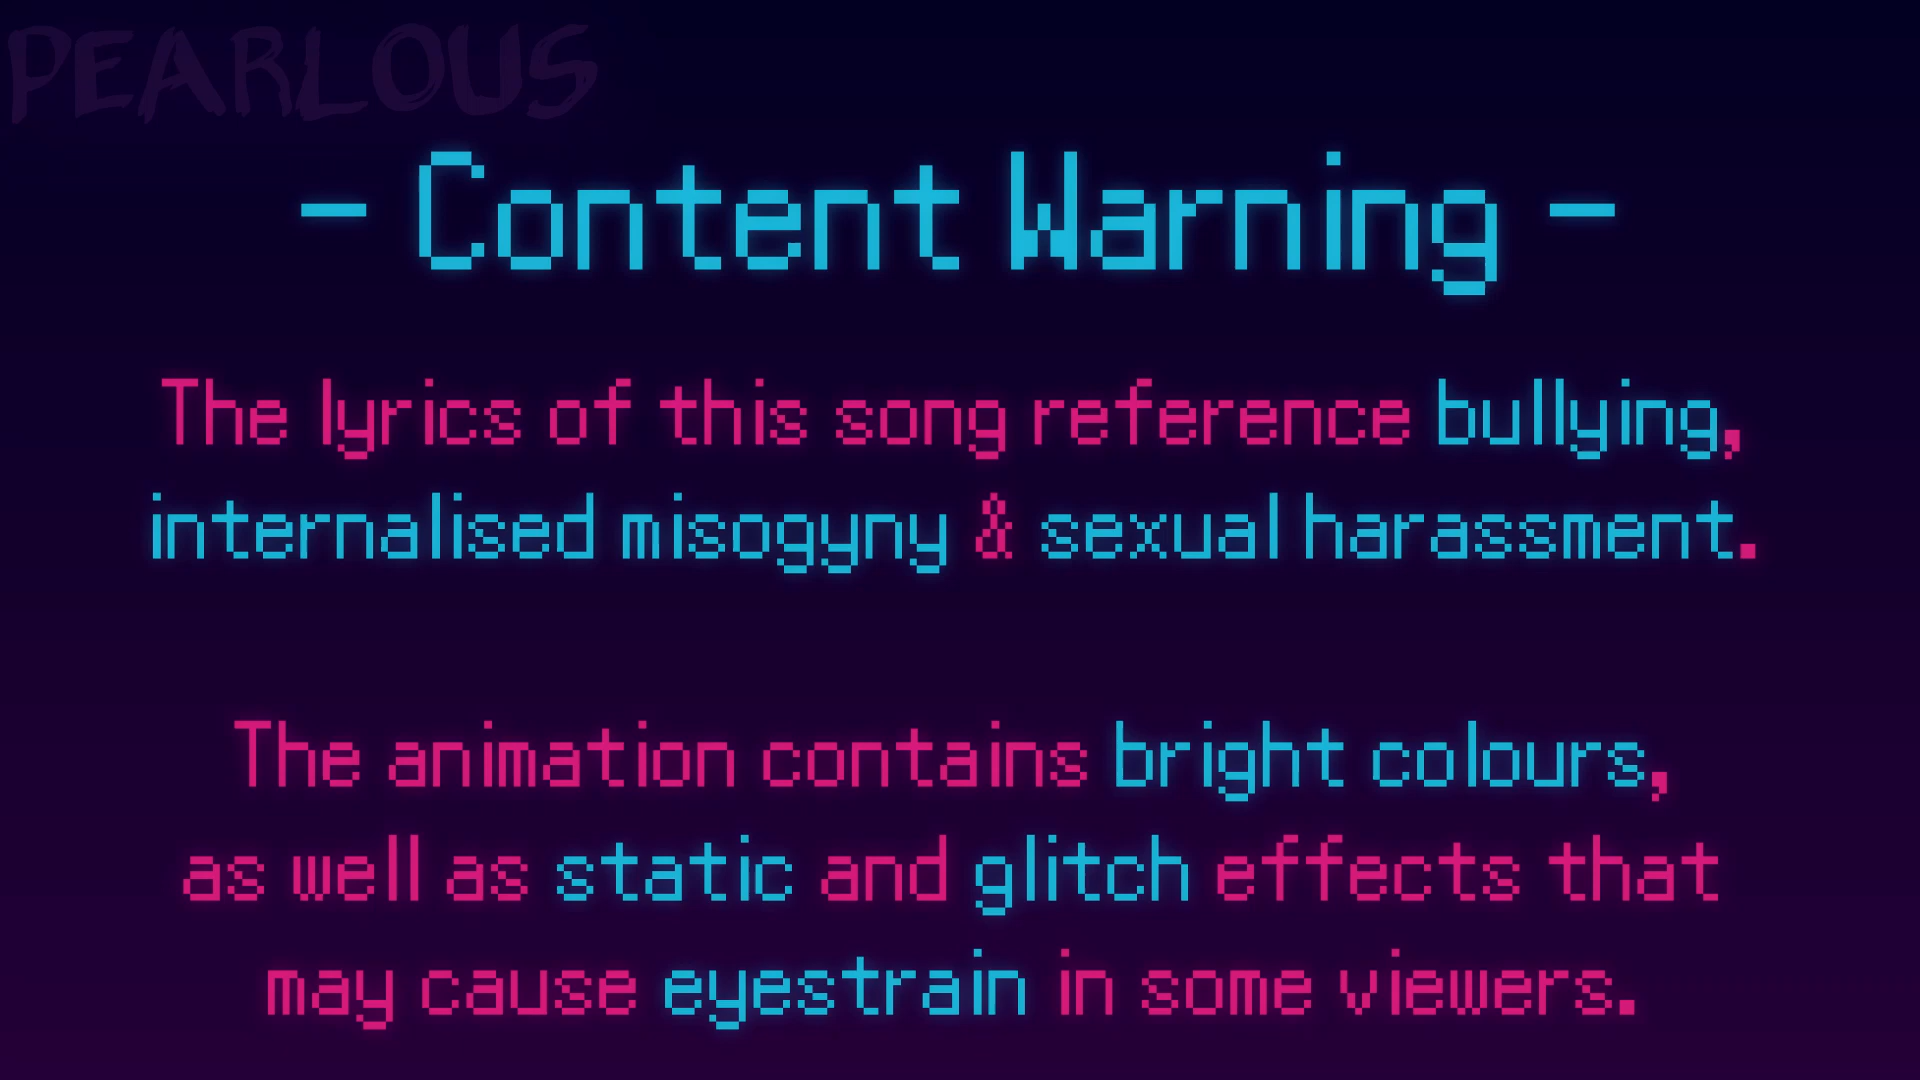 PEARLOUS
- Content Warning -
The lyrics of this song reference bullying,
internalised misogyny & sexual harassment.
The animation contains bright colours,
as well as static and glitch effects that
may cause eyestrain in some viewers.